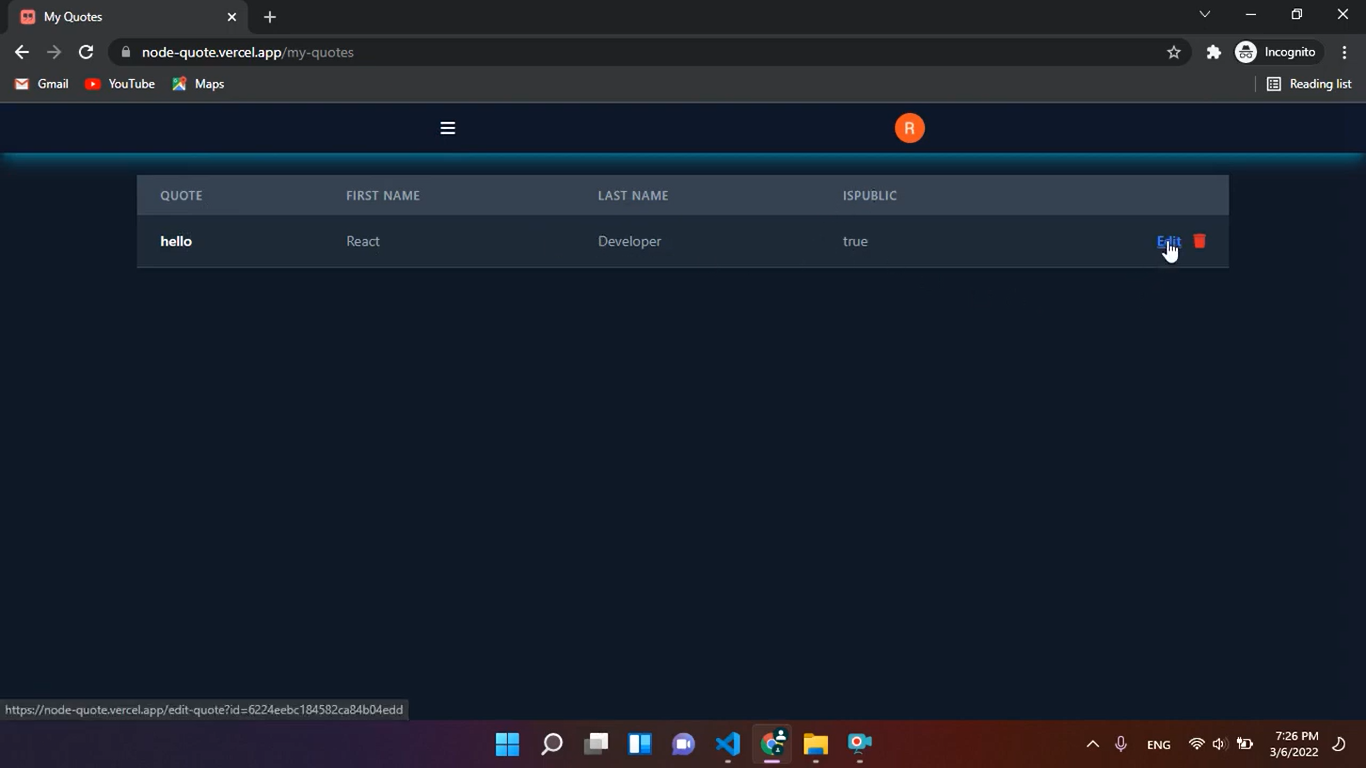 My Quotes
node-quote.vercel.app/my-quotes
Incognito
Gmail YouTube Maps Reading list
R
QUOTE FIRST NAME LAST NAME ISPUBLIC
hello React Developer true Edit
https://node-quote.vercel.app/edit-quote?id=6224eebc184582ca84b04edd
ENG 7:26 PM
3/6/2022